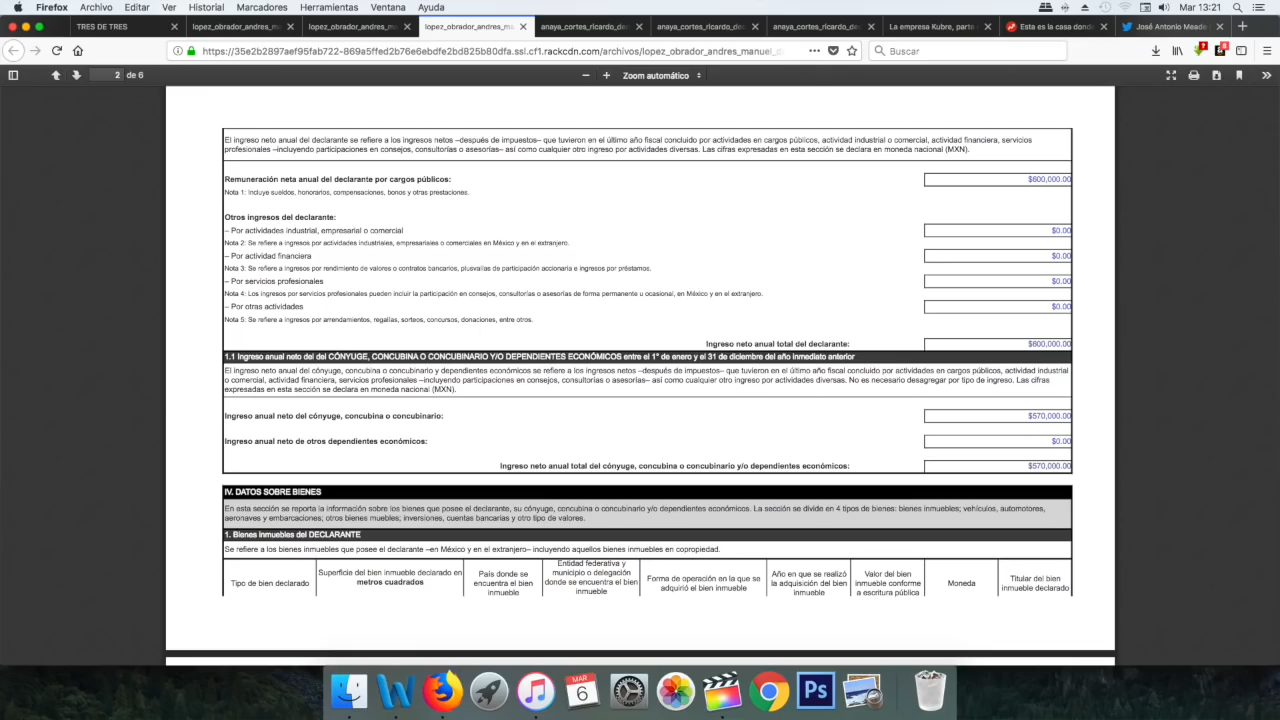 Firefox Archivo Editar Ver Historial Marcadores Herramientas Ventana Ayuda Mar 13:21
TRES DE TRES
lopez_obrador_andres_ma
lopez_obrador_andres_m
lopez_obrador_andres_ma
anaya_cortes_ricardo_de
anaya_cortes_ricardo_de
anaya_cortes_ricardo_de
La empresa Kubre, parte
Esta es la casa donde
José Antonio Meade
https://35e2b2897aef95fab722-869a5ffed2b76e6ebdfe2bd825b80dfa.ssl.cf1.rackcdn.com/archivos/lopez_obrador_andres_manuel_d
Buscar
2 de 6
Zoom automático
El ingreso neto anual del declarante se refiere a los ingresos netos –después de impuestos– que tuvieron en el último año fiscal concluido por actividades en cargos públicos, actividad industrial o comercial, actividad financiera, servicios
profesionales –incluyendo participaciones en consejos, consultorías o asesorías– así como cualquier otro ingreso por actividades diversas. Las cifras expresadas en esta sección se declara en moneda nacional (MXN).
Remuneración neta anual del declarante por cargos públicos: $600,000.00
Nota 1: Incluye sueldos, honorarios, compensaciones, bonos y otras prestaciones.
Otros ingresos del declarante:
– Por actividades industrial, empresarial o comercial $0.00
Nota 2: Se refiere a ingresos por actividades industriales, empresariales o comerciales en México y en el extranjero.
– Por actividad financiera $0.00
Nota 3: Se refiere a ingresos por rendimiento de valores o contratos bancarios, plusvalías de participación accionaria e ingresos por préstamos.
– Por servicios profesionales $0.00
Nota 4: Los ingresos por servicios profesionales pueden incluir la participación en consejos, consultorías o asesorías de forma permanente u ocasional, en México y en el extranjero.
– Por otras actividades $0.00
Nota 5: Se refiere a ingresos por arrendamientos, regalías, sorteos, concursos, donaciones, entre otros.
Ingreso neto anual total del declarante: $600,000.00
1.1 Ingreso anual neto del del CÓNYUGE, CONCUBINA O CONCUBINARIO Y/O DEPENDIENTES ECONÓMICOS entre el 1° de enero y el 31 de diciembre del año inmediato anterior
El ingreso neto anual del cónyuge, concubina o concubinario y dependientes económicos se refiere a los ingresos netos –después de impuestos– que tuvieron en el último año fiscal concluido por actividades en cargos públicos, actividad industrial
o comercial, actividad financiera, servicios profesionales –incluyendo participaciones en consejos, consultorías o asesorías– así como cualquier otro ingreso por actividades diversas. No es necesario desagregar por tipo de ingreso. Las cifras
expresadas en esta sección se declara en moneda nacional (MXN).
Ingreso anual neto del cónyuge, concubina o concubinario: $570,000.00
Ingreso anual neto de otros dependientes económicos: $0.00
Ingreso neto anual total del cónyuge, concubina o concubinario y/o dependientes económicos: $570,000.00
IV. DATOS SOBRE BIENES
En esta sección se reporta la información sobre los bienes que posee el declarante, su cónyuge, concubina o concubinario y/o dependientes económicos. La sección se divide en 4 tipos de bienes: bienes inmuebles; vehículos, automotores,
aeronaves y embarcaciones; otros bienes muebles; inversiones, cuentas bancarias y otro tipo de valores.
1. Bienes inmuebles del DECLARANTE
Se refiere a los bienes inmuebles que posee el declarante –en México y en el extranjero– incluyendo aquellos bienes inmuebles en copropiedad.
Tipo de bien declarado
Superficie del bien inmueble declarado en
metros cuadrados
País donde se
encuentra el bien
inmueble
Entidad federativa y
municipio o delegación
donde se encuentra el bien
inmueble
Forma de operación en la que se
adquirió el bien inmueble
Año en que se realizó
la adquisición del bien
inmueble
Valor del bien
inmueble conforme
a escritura pública
Moneda
Titular del bien
inmueble declarado
MAR
6
Ps